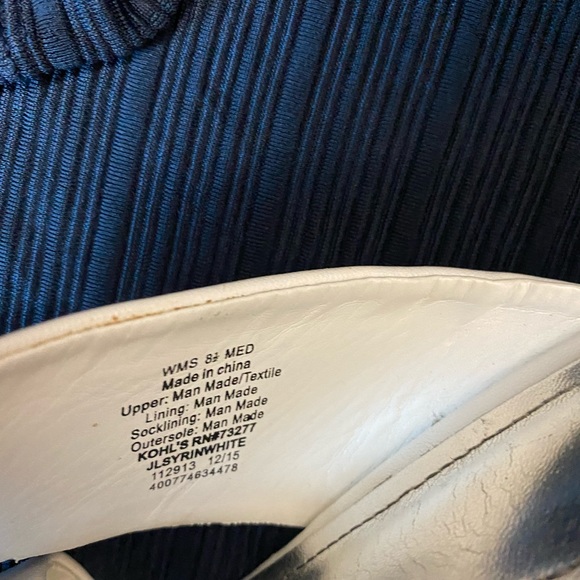 WMS 8½ MED
Made in china
Upper: Man Made/Textile
Lining: Man Made
Socklining: Man Made
Outersole: Man Made
KOHL'S RN#73277
JLSYRINWHITE
112913 12/15
400774634478